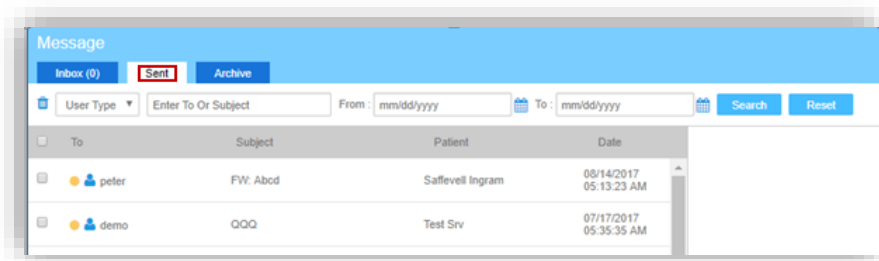 Message
Inbox (0) Sent Archive
User Type Enter To Or Subject From : mm/dd/yyyy To : mm/dd/yyyy Search Reset
To Subject Patient Date
peter FW: Abcd Saffevell Ingram 08/14/2017
05:13:23 AM
demo QQQ Test Srv 07/17/2017
05:35:35 AM